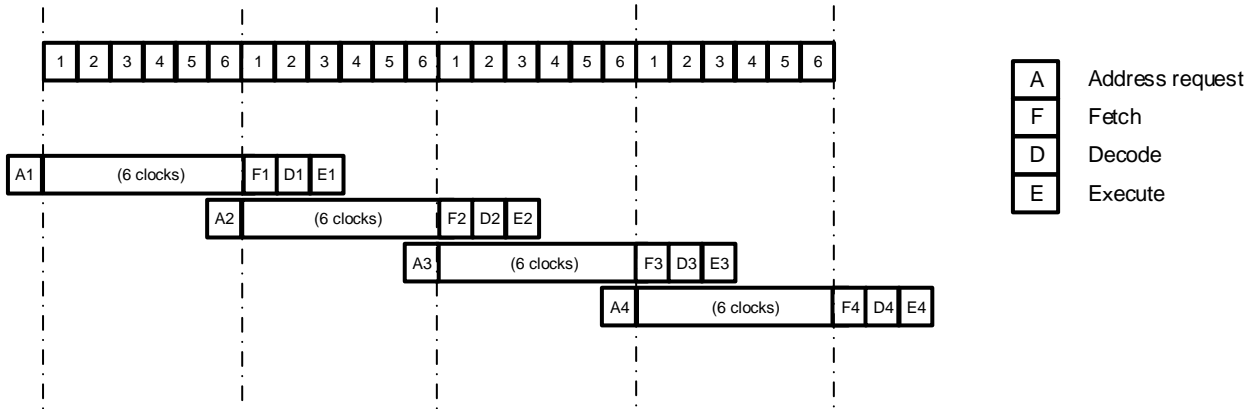 1 2 3 4 5 6 1 2 3 4 5 6 1 2 3 4 5 6 1 2 3 4 5 6
A1 (6 clocks) F1 D1 E1
A2 (6 clocks) F2 D2 E2
A3 (6 clocks) F3 D3 E3
A4 (6 clocks) F4 D4 E4
A Address request
F Fetch
D Decode
E Execute